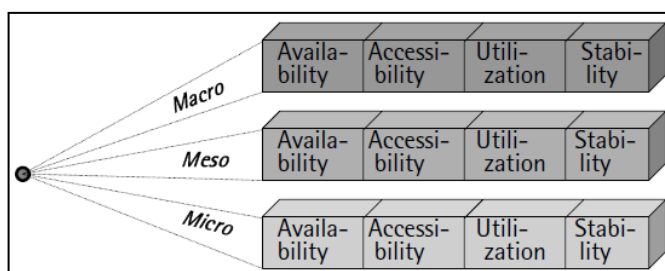 Availa- Accessi- Utili- Stabi-
bility bility zation lity
Macro
Availa- Accessi- Utili- Stabi-
bility bility zation lity
Meso
Availa- Accessi- Utili- Stabi-
bility bility zation lity
Micro